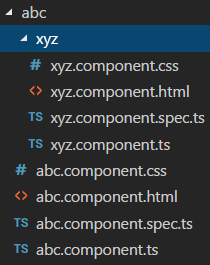 abc
xyz
# xyz.component.css
<> xyz.component.html
TS xyz.component.spec.ts
TS xyz.component.ts
# abc.component.css
<> abc.component.html
TS abc.component.spec.ts
TS abc.component.ts